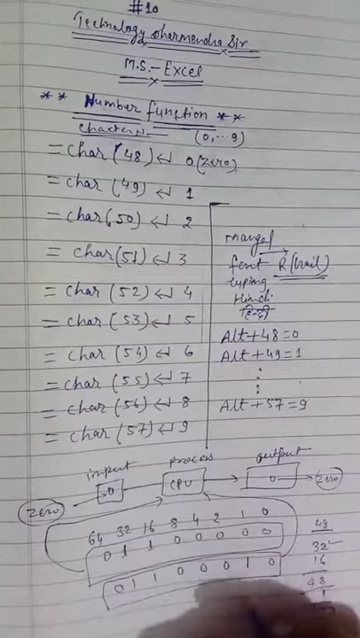 #10
Technology Dharmendra Sir
M.S.- Excel
** Number function **
Character (0,...9)
= char (48) ↵ 0 (zero)
= char (49) ↵ 1
= char (50) ↵ 2
= char (51) ↵ 3
= char (52) ↵ 4
= char (53) ↵ 5
= char (54) ↵ 6
= char (55) ↵ 7
= char (56) ↵ 8
= char (57) ↵ 9
mangal
font → R (hail)
typing
Hindi
हिन्दी
Alt+48=0
Alt+49=1
⋮
Alt+57=9
input process output
zero → 0 → CPU → 0 → zero
64 32 16 8 4 2 1 0
0 1 1 0 0 0 0 0
0 1 1 0 0 0 1 0
48
32
16
48
1